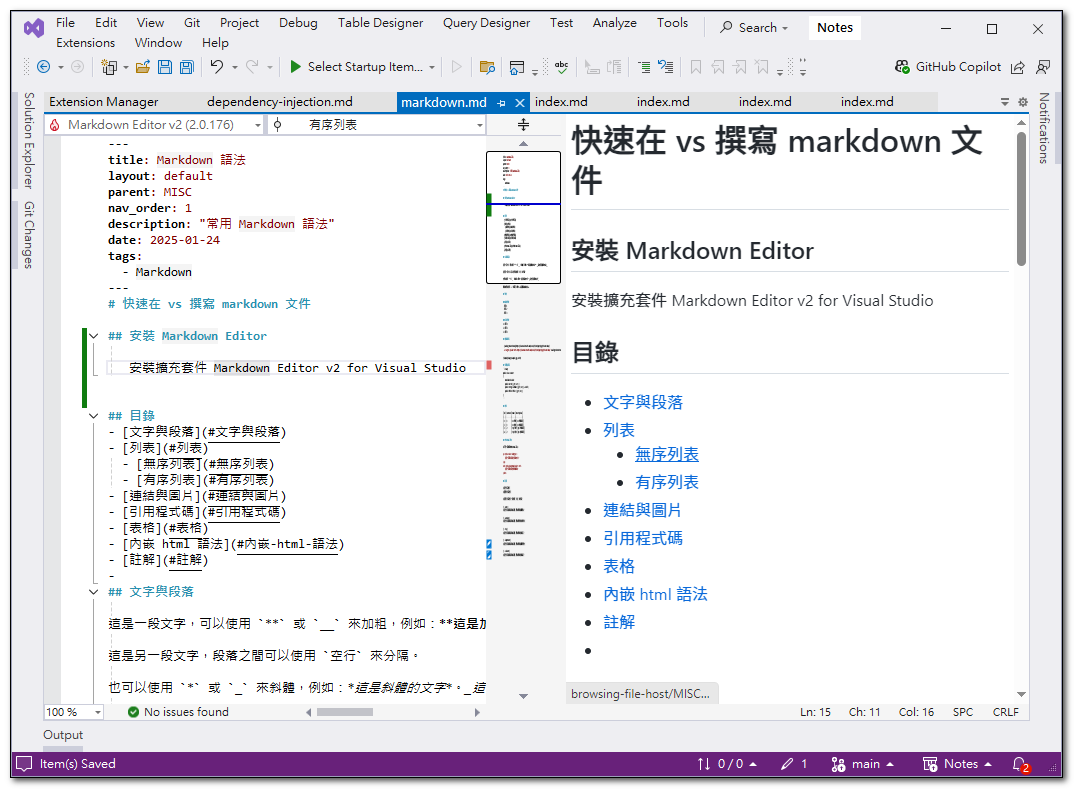 File Edit View Git Project Debug Table Designer Query Designer Test Analyze Tools Search Notes
Extensions Window Help
Select Startup Item... GitHub Copilot
Extension Manager dependency-injection.md markdown.md index.md index.md index.md index.md
Solution Explorer
Git Changes
Notifications
Markdown Editor v2 (2.0.176) 有序列表
---
title: Markdown 語法
layout: default
parent: MISC
nav_order: 1
description: "常用 Markdown 語法"
date: 2025-01-24
tags:
- Markdown
---
# 快速在 vs 撰寫 markdown 文件
## 安裝 Markdown Editor
安裝擴充套件 Markdown Editor v2 for Visual Studio
## 目錄
- [文字與段落](#文字與段落)
- [列表](#列表)
- [無序列表](#無序列表)
- [有序列表](#有序列表)
- [連結與圖片](#連結與圖片)
- [引用程式碼](#引用程式碼)
- [表格](#表格)
- [內嵌 html 語法](#內嵌-html-語法)
- [註解](#註解)
-
## 文字與段落
這是一段文字，可以使用 `**` 或 `__` 來加粗，例如：**這是加
這是另一段文字，段落之間可以使用 `空行` 來分隔。
也可以使用 `*` 或 `_` 來斜體，例如：*這是斜體的文字*。_這
快速在 vs 撰寫 markdown 文
件
安裝 Markdown Editor
安裝擴充套件 Markdown Editor v2 for Visual Studio
目錄
文字與段落
列表
無序列表
有序列表
連結與圖片
引用程式碼
表格
內嵌 html 語法
註解
browsing-file-host/MISC...
100 % No issues found Ln: 15 Ch: 11 Col: 16 SPC CRLF
Output
Item(s) Saved 0 / 0 1 main Notes 2